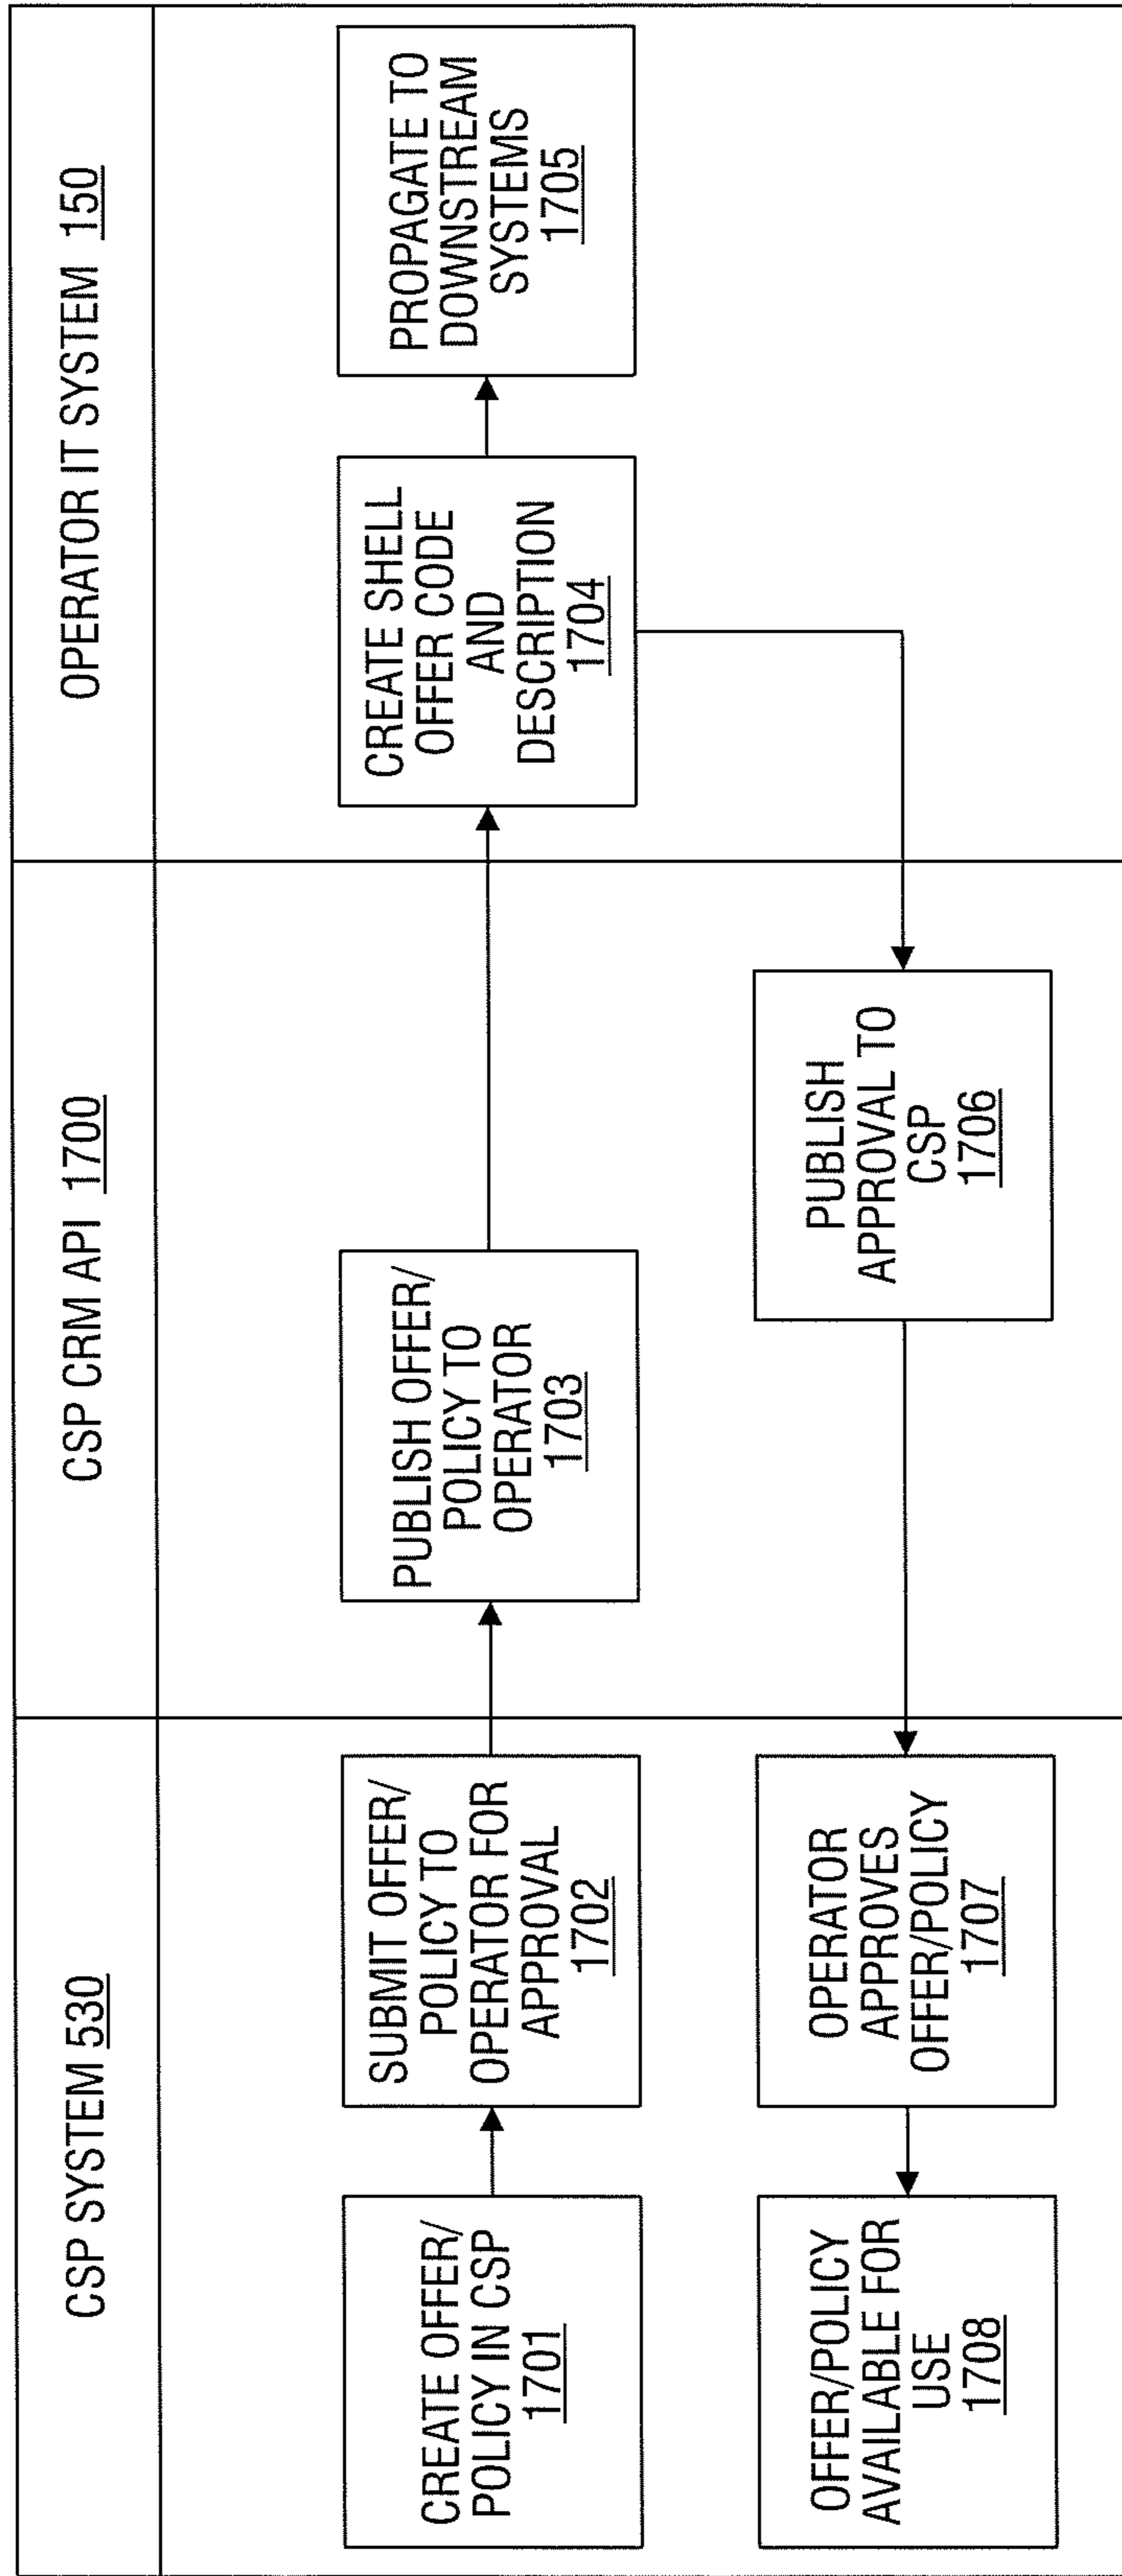 CSP SYSTEM 530
CSP CRM API 1700
OPERATOR IT SYSTEM 150
CREATE OFFER/
POLICY IN CSP
1701
SUBMIT OFFER/
POLICY TO
OPERATOR FOR
APPROVAL
1702
PUBLISH OFFER/
POLICY TO
OPERATOR
1703
CREATE SHELL
OFFER CODE
AND
DESCRIPTION
1704
PROPAGATE TO
DOWNSTREAM
SYSTEMS
1705
OFFER/POLICY
AVAILABLE FOR
USE
1708
OPERATOR
APPROVES
OFFER/POLICY
1707
PUBLISH
APPROVAL TO
CSP
1706